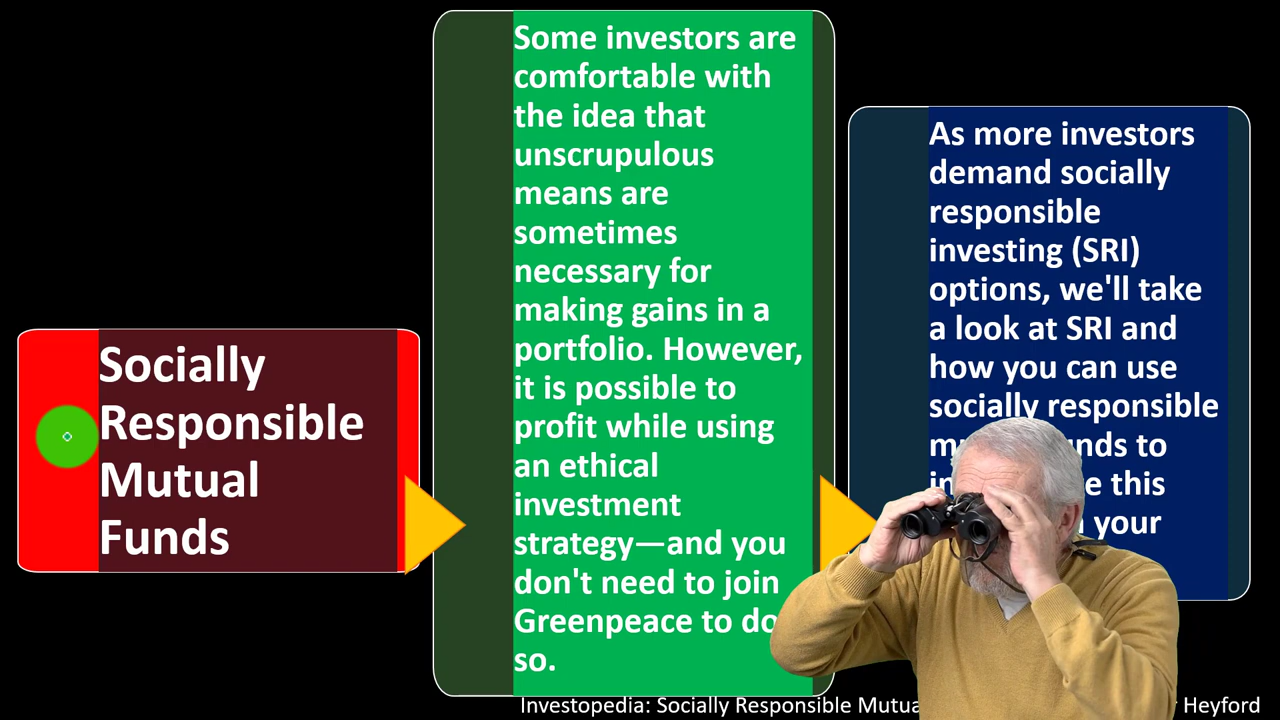 Socially
Responsible
Mutual
Funds
Some investors are
comfortable with
the idea that
unscrupulous
means are
sometimes
necessary for
making gains in a
portfolio. However,
it is possible to
profit while using
an ethical
investment
strategy—and you
don't need to join
Greenpeace to do
so.
As more investors
demand socially
responsible
investing (SRI)
options, we'll take
a look at SRI and
how you can use
socially responsible
to
this
your
Investopedia: Socially Responsible Heyford